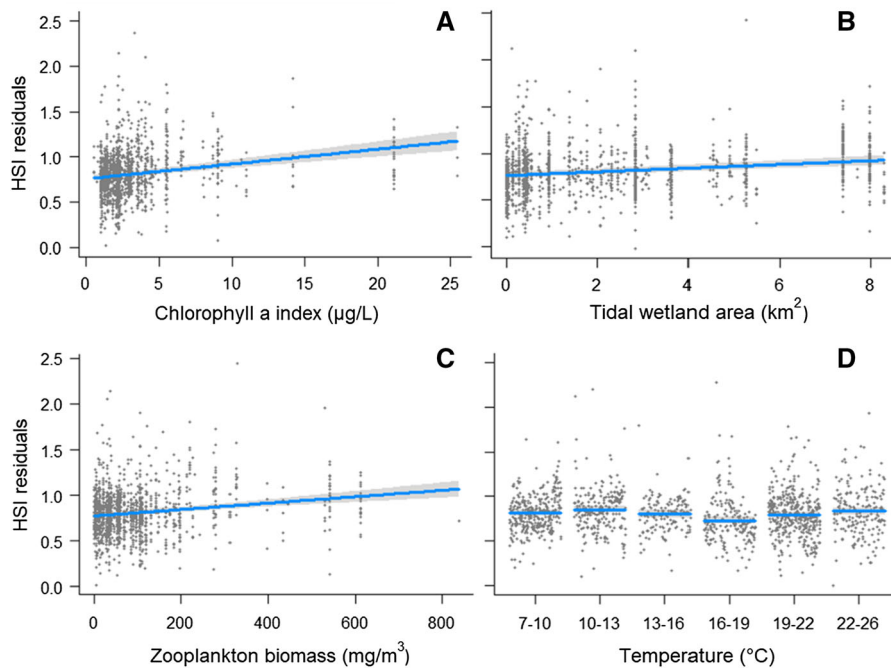 A
B
HSI residuals
2.5
2.0
1.5
1.0
0.5
0.0
0 5 10 15 20 25
0 2 4 6 8
Chlorophyll a index (µg/L)
Tidal wetland area (km²)
C
D
HSI residuals
2.5
2.0
1.5
1.0
0.5
0.0
0 200 400 600 800
7-10 10-13 13-16 16-19 19-22 22-26
Zooplankton biomass (mg/m³)
Temperature (°C)